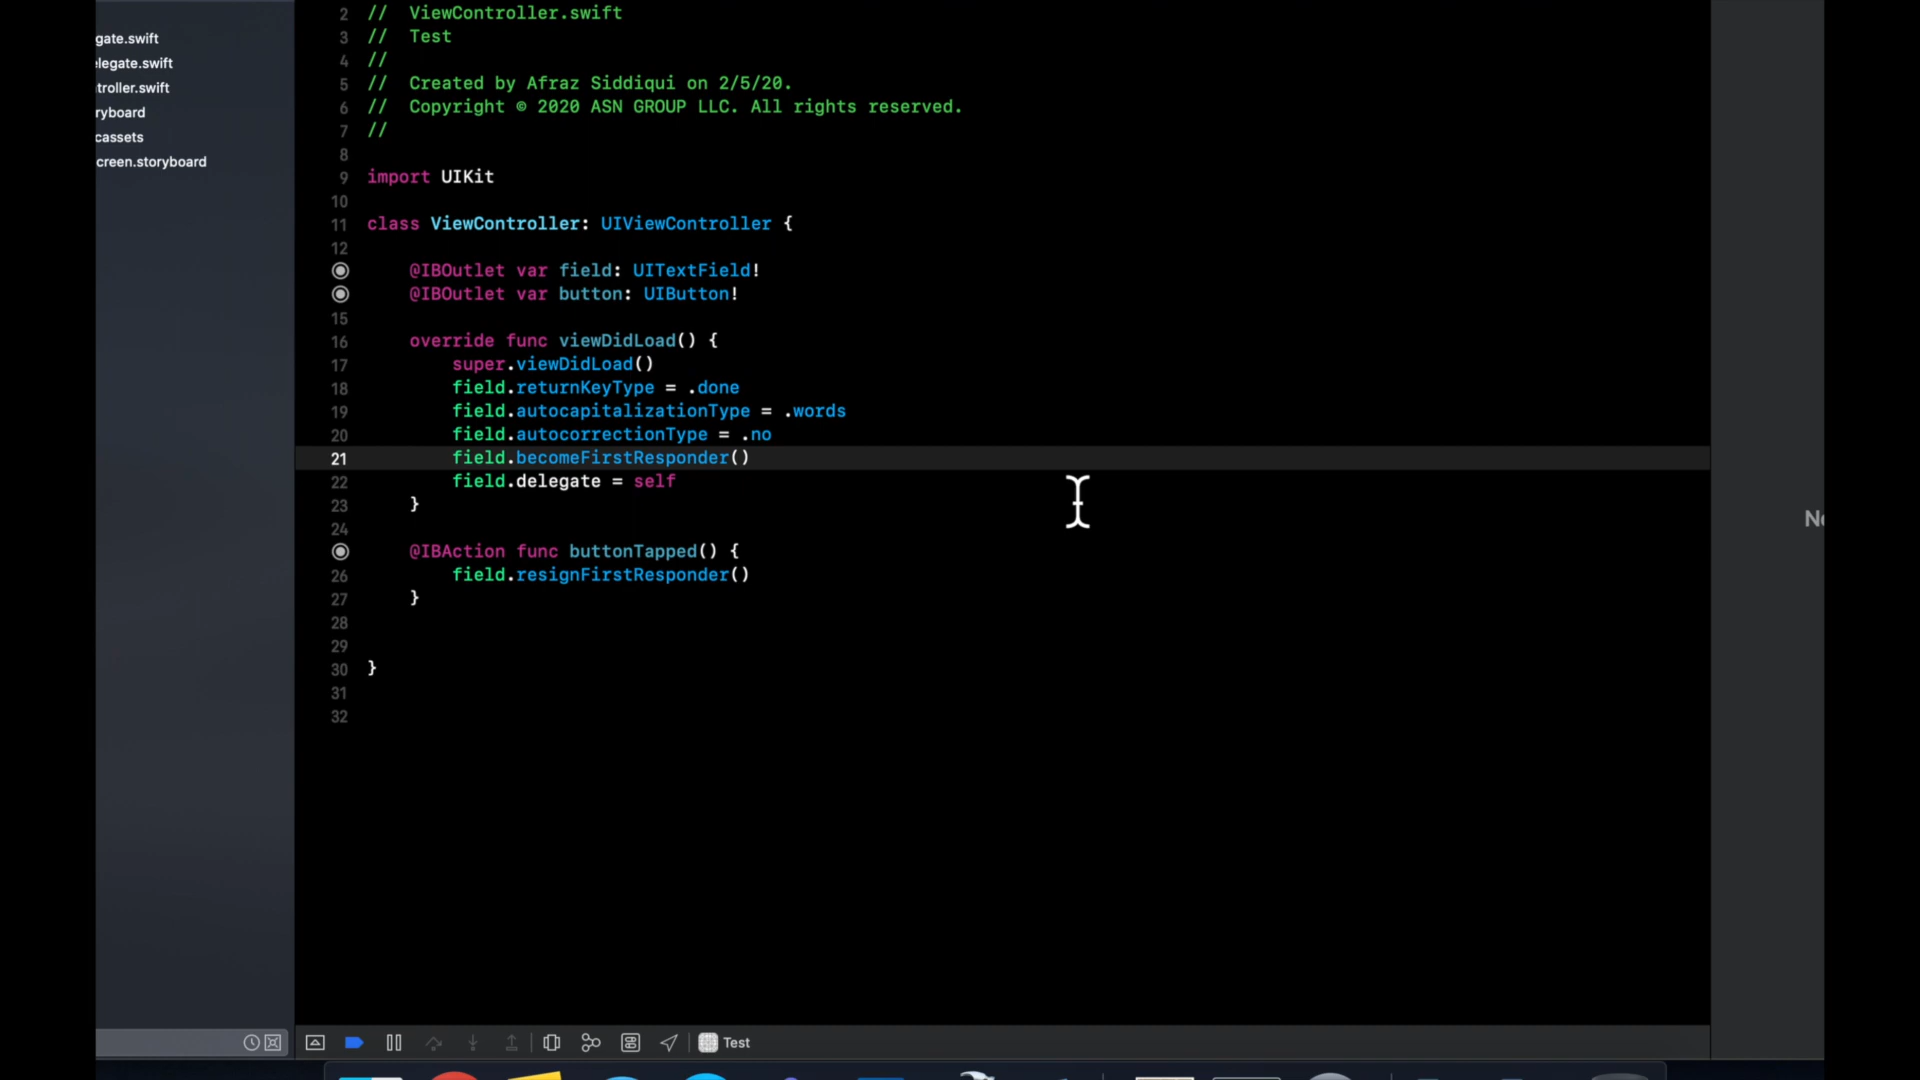 gate.swift
elegate.swift
troller.swift
ryboard
cassets
creen.storyboard
2 // ViewController.swift
3 // Test
4 //
5 // Created by Afraz Siddiqui on 2/5/20.
6 // Copyright © 2020 ASN GROUP LLC. All rights reserved.
7 //
8
9 import UIKit
10
11 class ViewController: UIViewController {
12
@IBOutlet var field: UITextField!
@IBOutlet var button: UIButton!
15
16 override func viewDidLoad() {
17 super.viewDidLoad()
18 field.returnKeyType = .done
19 field.autocapitalizationType = .words
20 field.autocorrectionType = .no
21 field.becomeFirstResponder()
22 field.delegate = self
23 }
24
@IBAction func buttonTapped() {
26 field.resignFirstResponder()
27 }
28
29
30 }
31
32
Test